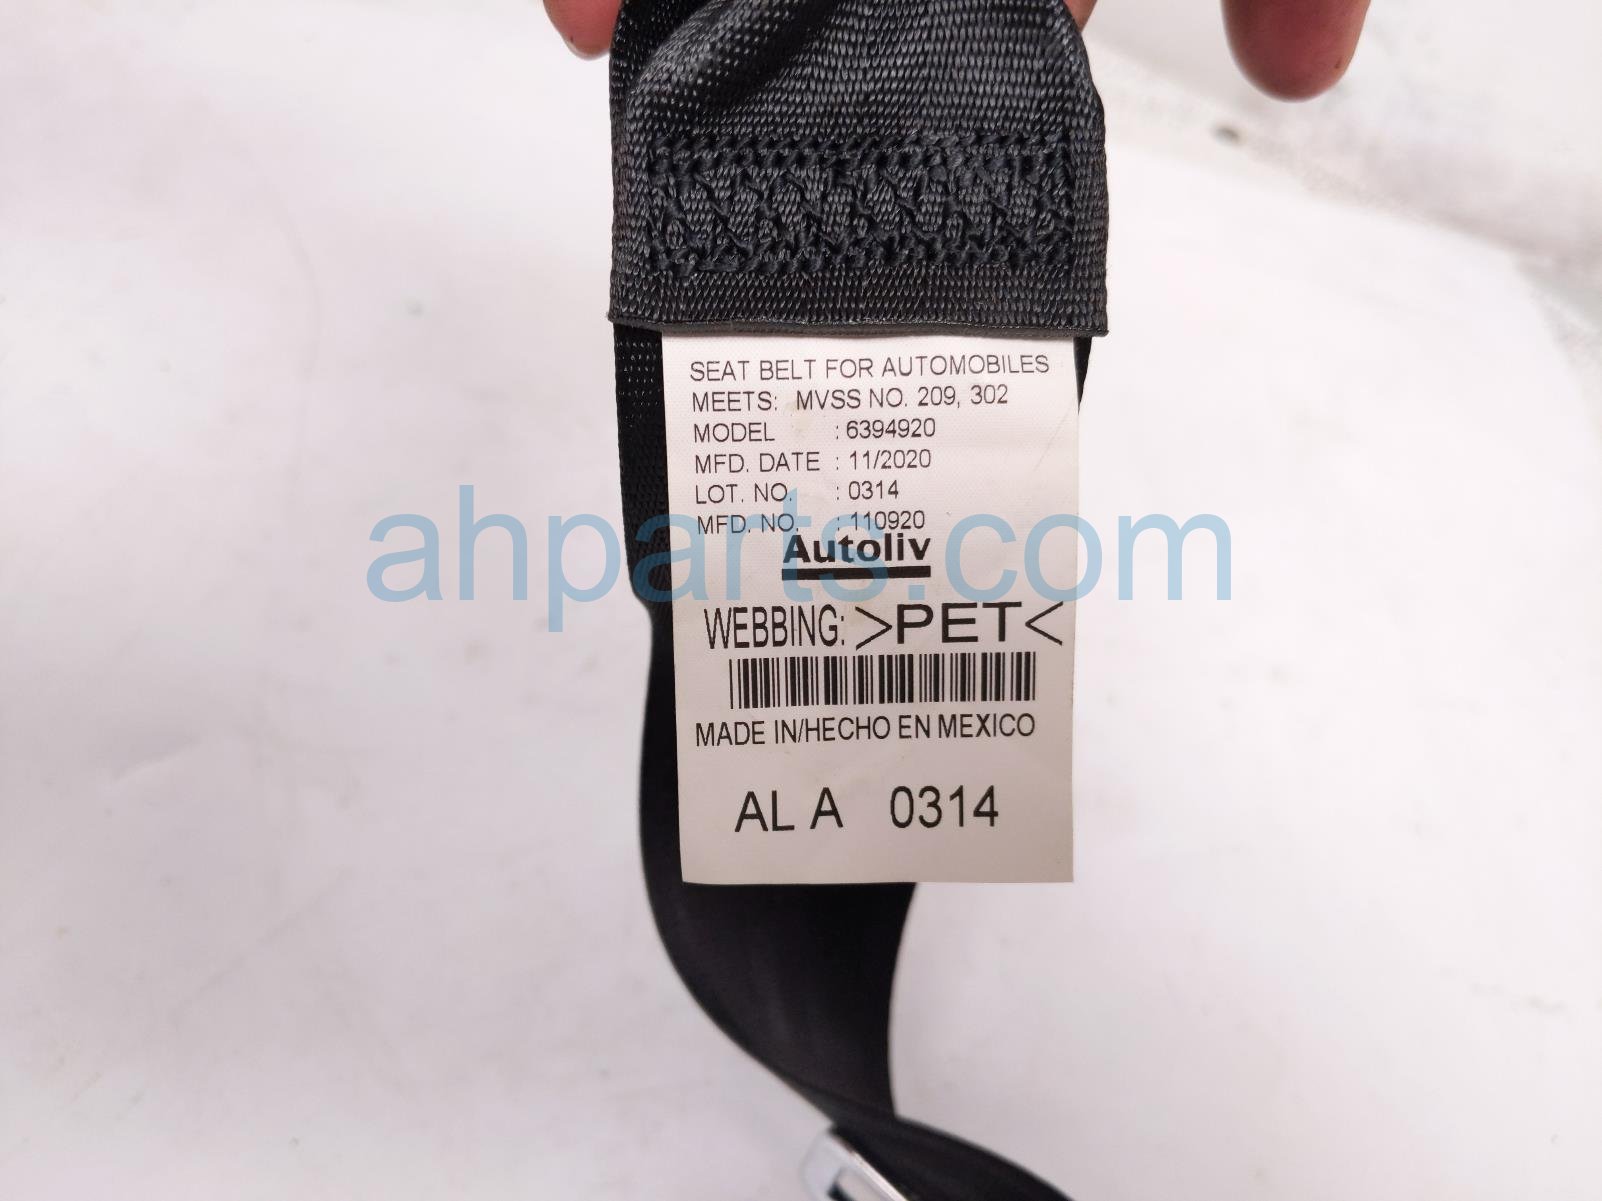 SEAT BELT FOR AUTOMOBILES
MEETS: MVSS NO. 209, 302
MODEL : 6394920
MFD. DATE : 11/2020
LOT. NO. : 0314
MFD. NO. : 110920
Autoliv
ahparts.com
WEBBING: >PET<
MADE IN/HECHO EN MEXICO
AL A 0314